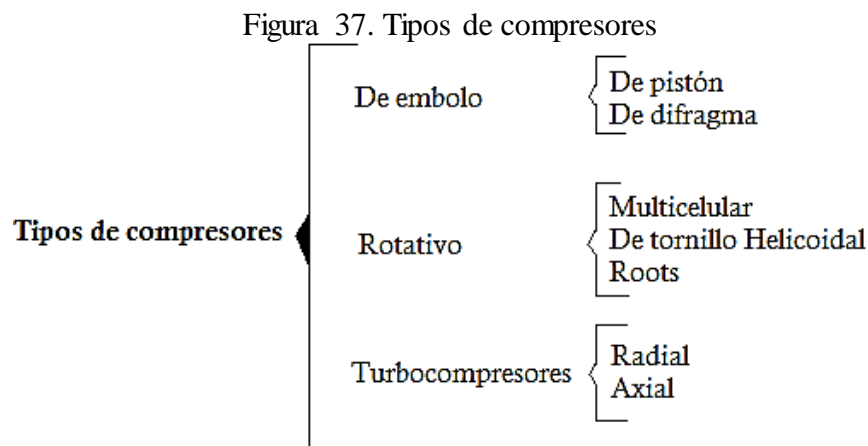 Figura 37. Tipos de compresores
De embolo
De pistón
De difragma
Tipos de compresores
Rotativo
Multicelular
De tornillo Helicoidal
Roots
Turbocompresores
Radial
Axial